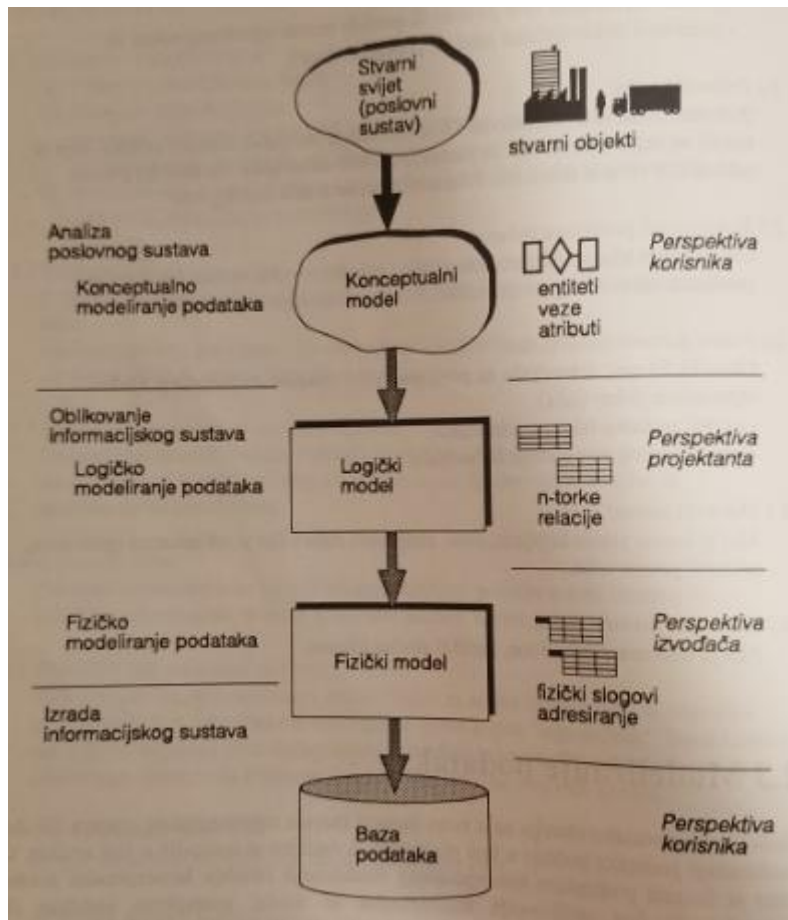 Stvarni
svijet
(poslovni
sustav)
stvarni objekti
Analiza
poslovnog sustava
Konceptualno
modeliranje podataka
Konceptualni
model
entiteti
veze
atributi
Perspektiva
korisnika
Oblikovanje
informacijskog sustava
Logičko
modeliranje podataka
Logički
model
n-torke
relacije
Perspektiva
projektanta
Fizičko
modeliranje podataka
Fizički model
fizički slogovi
adresiranje
Perspektiva
izvođača
Izrada
informacijskog sustava
Baza
podataka
Perspektiva
korisnika